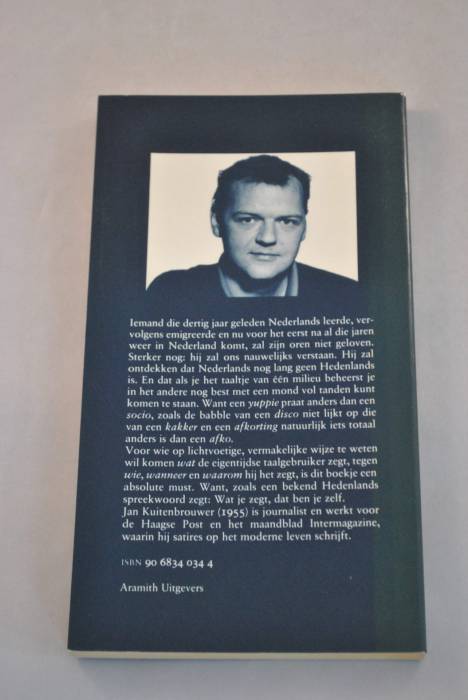 Iemand die dertig jaar geleden Nederlands leerde, ver-
volgens emigreerde en nu voor het eerst na al die jaren
weer in Nederland komt, zal zijn oren niet geloven.
Sterker nog: hij zal ons nauwelijks verstaan. Hij zal
ontdekken dat Nederlands nog lang geen Hedenlands
is. En dat als je het taaltje van één milieu beheerst je
in het andere nog best met een mond vol tanden kunt
komen te staan. Want een yuppie praat anders dan een
socio, zoals de babble van een disco niet lijkt op die
van een kakker en een afkorting natuurlijk iets totaal
anders is dan een afko.
Voor wie op lichtvoetige, vermakelijke wijze te weten
wil komen wat de eigentijdse taalgebruiker zegt, tegen
wie, wanneer en waarom hij het zegt, is dit boekje een
absolute must. Want, zoals een bekend Hedenlands
spreekwoord zegt: Wat je zegt, dat ben je zelf.
Jan Kuitenbrouwer (1955) is journalist en werkt voor
de Haagse Post en het maandblad Intermagazine,
waarin hij satires op het moderne leven schrijft.
ISBN 90 6834 034 4
Aramith Uitgevers